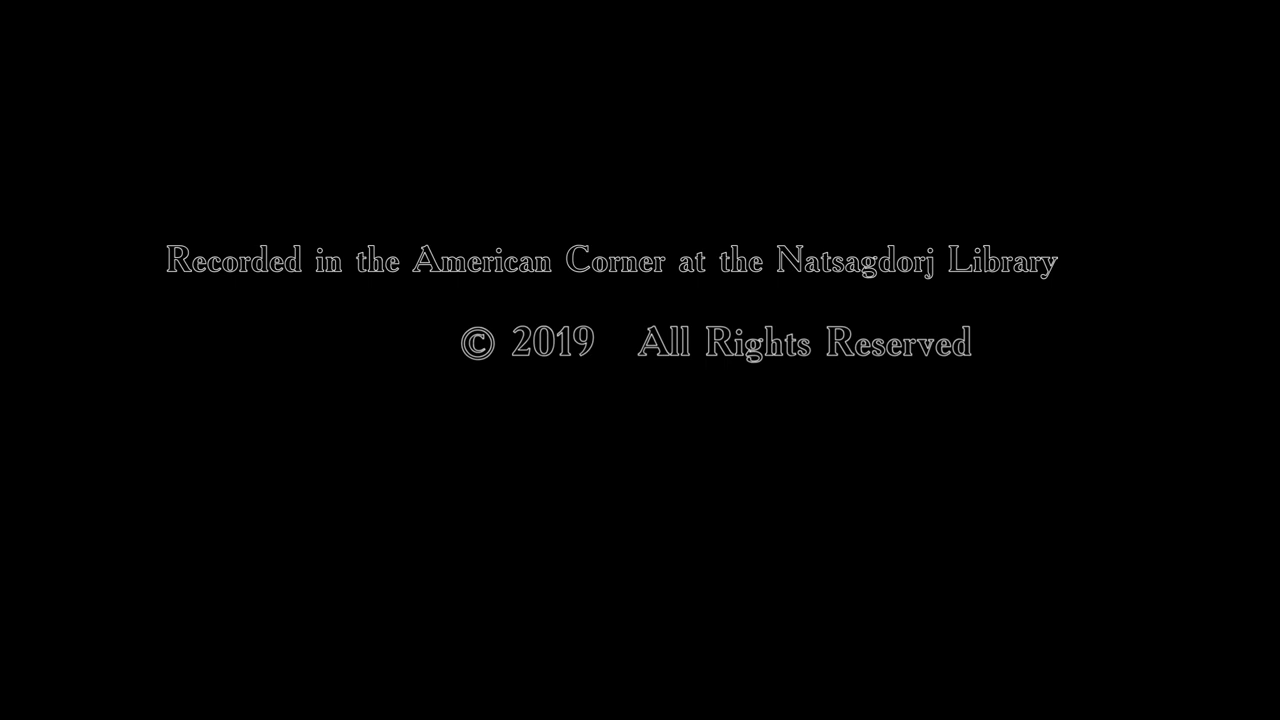 Recorded in the American Corner at the Natsagdorj Library
© 2019 All Rights Reserved